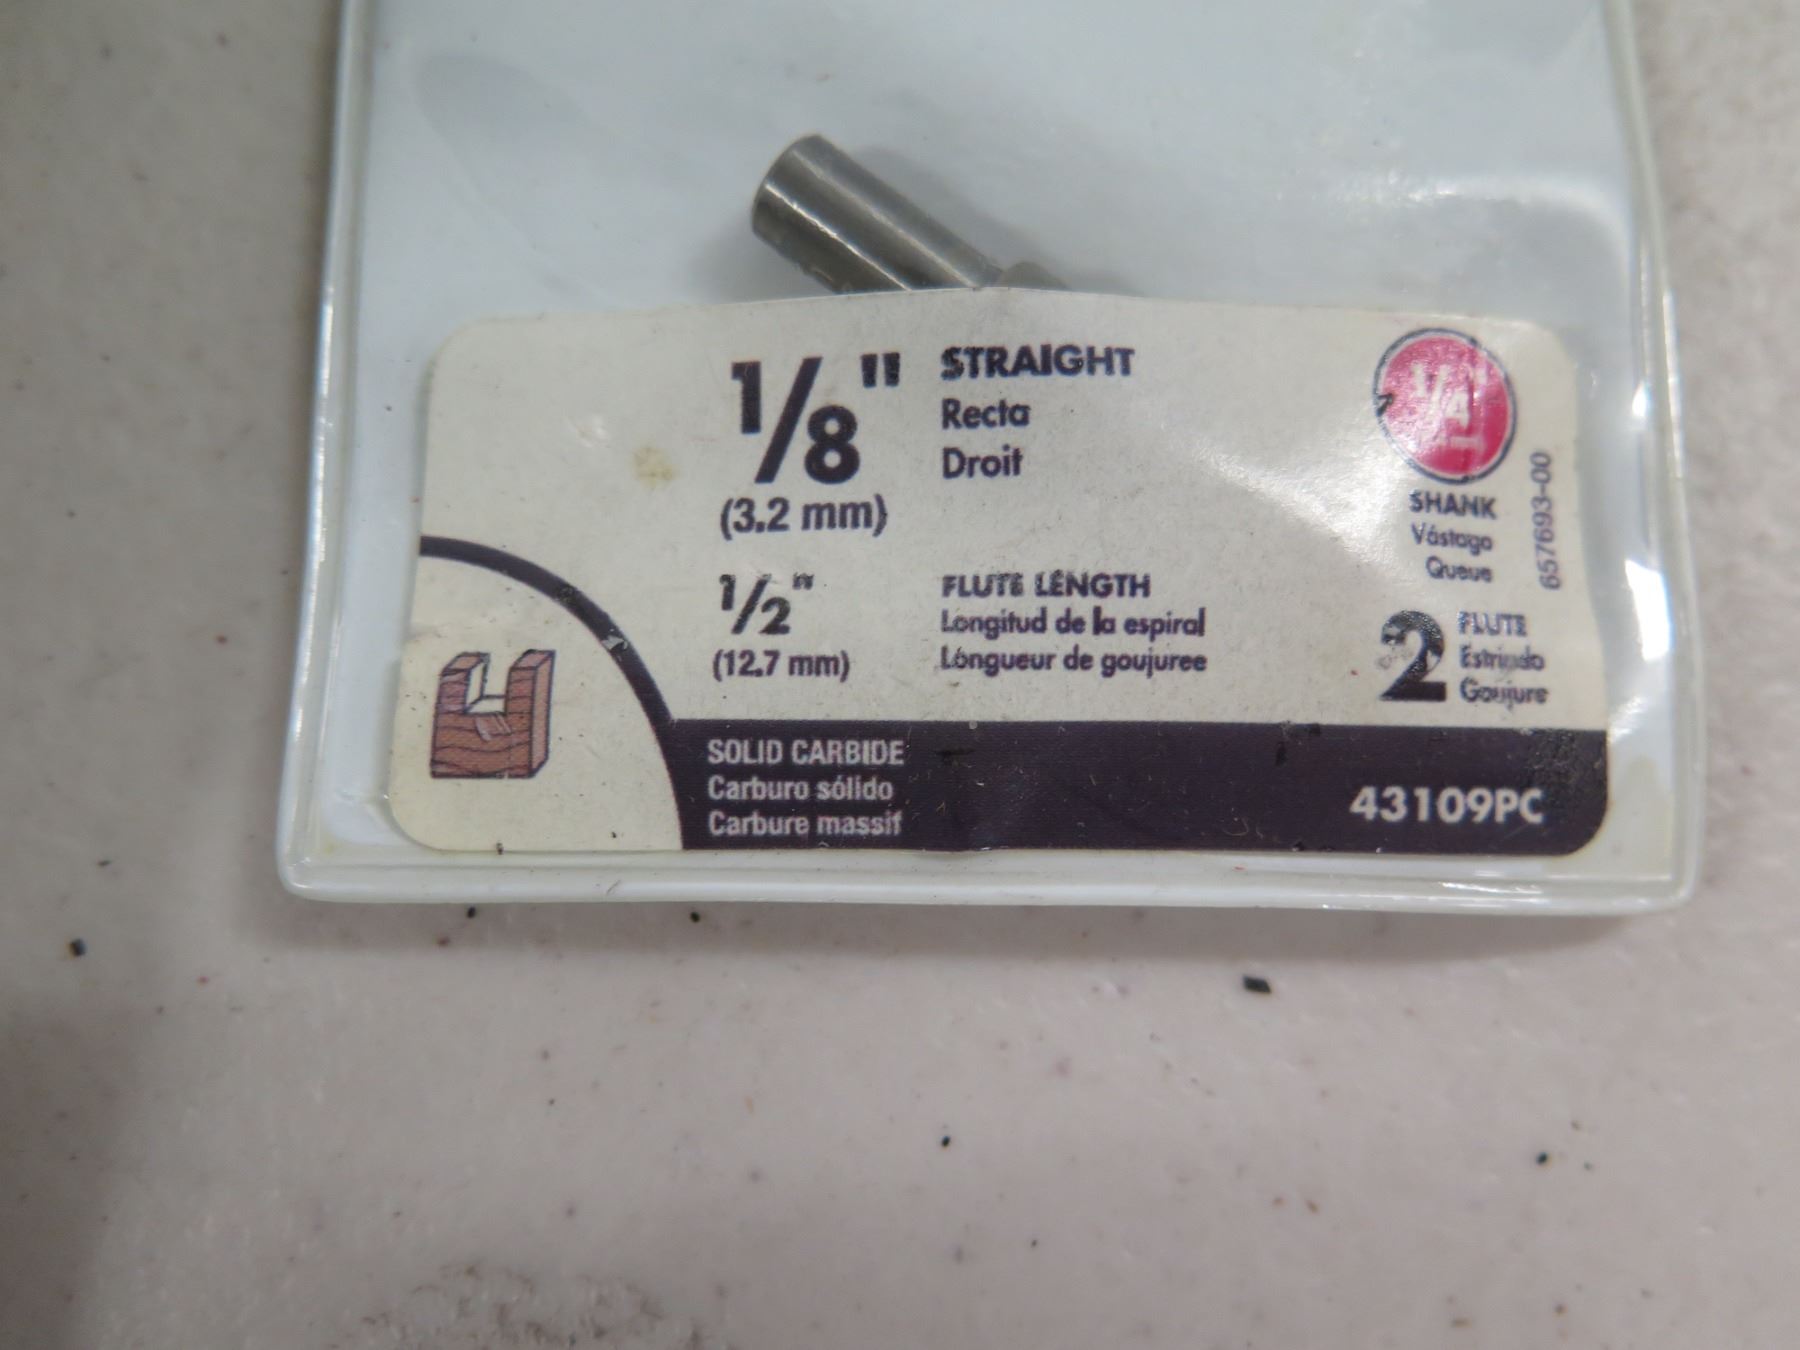 1/8"
(3.2 mm)
STRAIGHT
Recta
Droit
1/4
SHANK
Vástago
Queue
657693-00
1/2"
(12.7 mm)
FLUTE LENGTH
Longitud de la espiral
Longueur de goujuree
2
FLUTE
Estriado
Goujure
SOLID CARBIDE
Carburo sólido
Carbure massif
43109PC